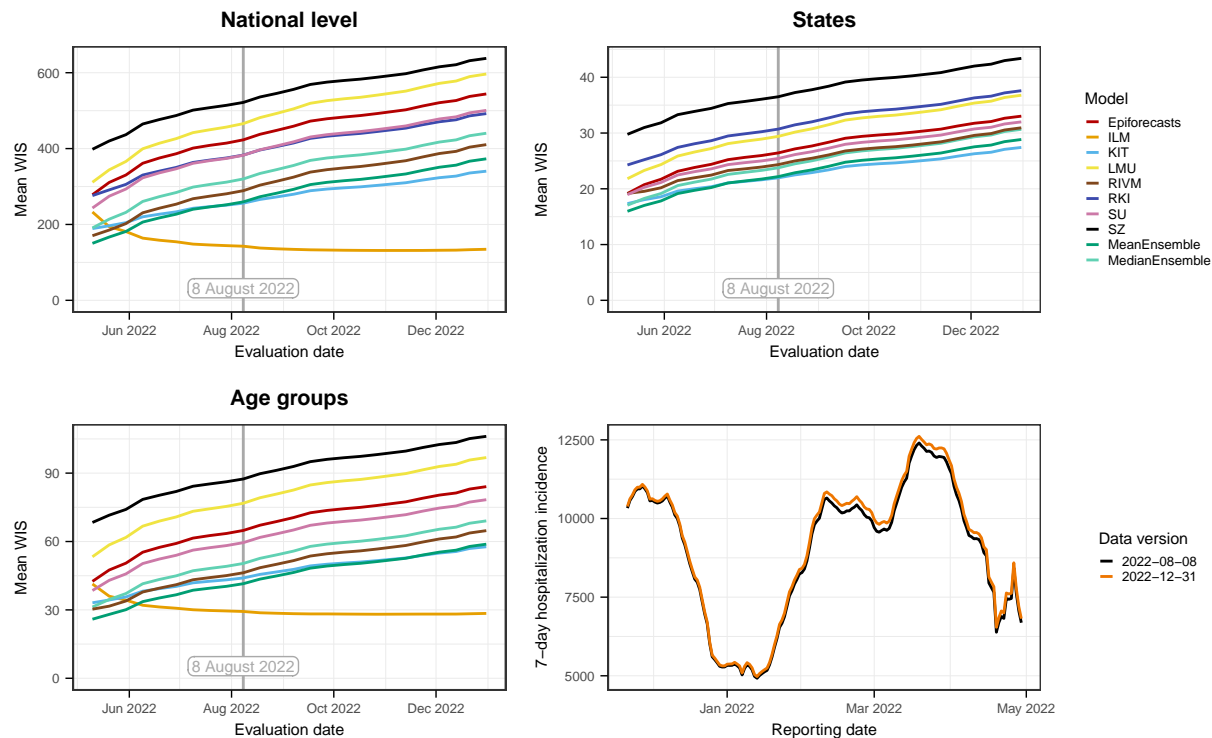 National level
Mean WIS
600
400
200
0
8 August 2022
Jun 2022
Aug 2022
Oct 2022
Dec 2022
Evaluation date
States
Mean WIS
40
30
20
10
0
8 August 2022
Jun 2022
Aug 2022
Oct 2022
Dec 2022
Evaluation date
Model
Epiforecasts
ILM
KIT
LMU
RIVM
RKI
SU
SZ
MeanEnsemble
MedianEnsemble
Age groups
Mean WIS
90
60
30
0
8 August 2022
Jun 2022
Aug 2022
Oct 2022
Dec 2022
Evaluation date
7−day hospitalization incidence
12500
10000
7500
5000
Jan 2022
Mar 2022
May 2022
Reporting date
Data version
2022−08−08
2022−12−31